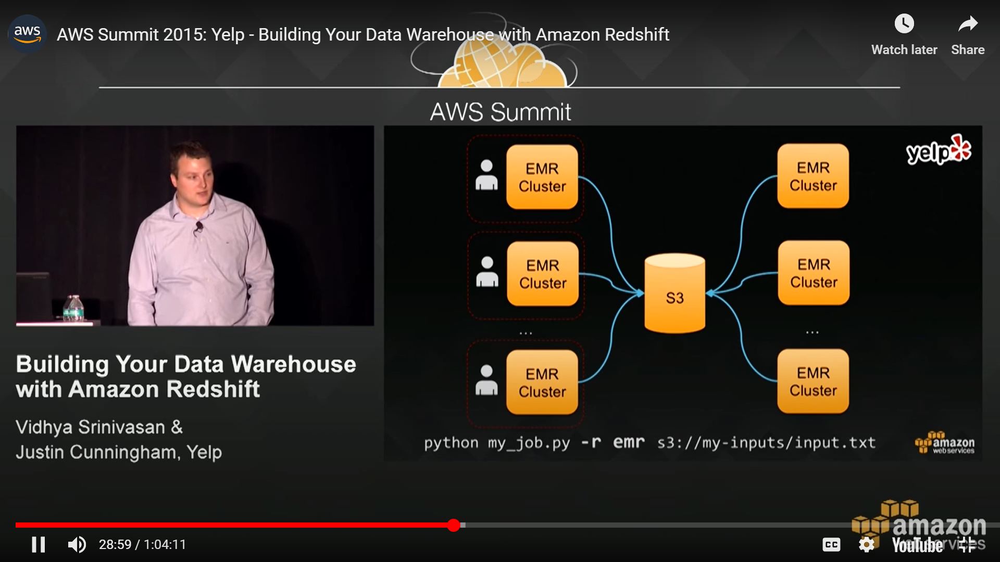 aws
AWS Summit 2015: Yelp - Building Your Data Warehouse with Amazon Redshift
Watch later
Share
AWS Summit
yelp
EMR
Cluster
EMR
Cluster
EMR
Cluster
EMR
Cluster
S3
...
...
EMR
Cluster
EMR
Cluster
python my_job.py -r emr s3://my-inputs/input.txt
amazon
web services
Building Your Data Warehouse
with Amazon Redshift
Vidhya Srinivasan &
Justin Cunningham, Yelp
amazon
web services
28:59 / 1:04:11
CC
YouTube